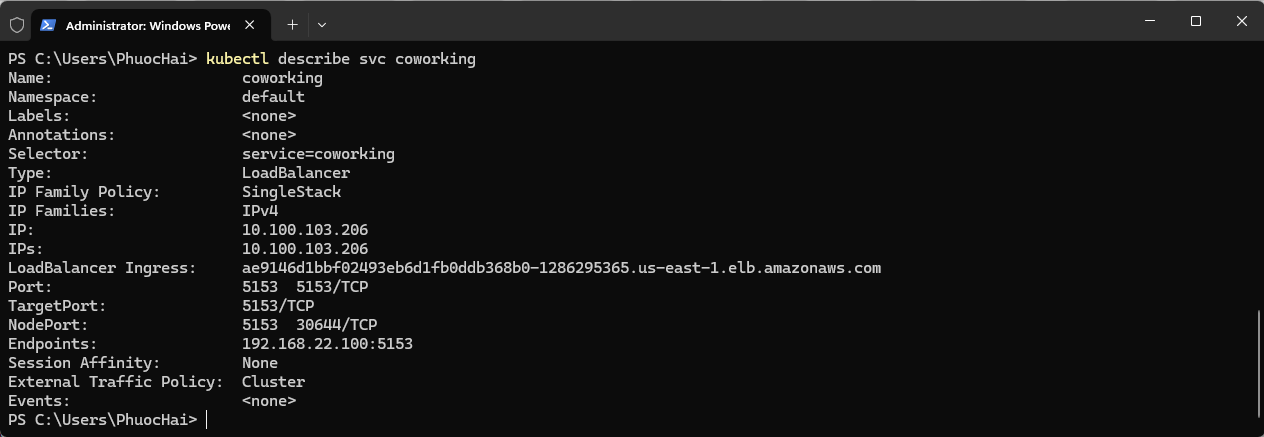 Administrator: Windows Powe
PS C:\Users\PhuocHai> kubectl describe svc coworking
Name:                     coworking
Namespace:                default
Labels:                   <none>
Annotations:              <none>
Selector:                 service=coworking
Type:                     LoadBalancer
IP Family Policy:         SingleStack
IP Families:              IPv4
IP:                       10.100.103.206
IPs:                      10.100.103.206
LoadBalancer Ingress:     ae9146d1bbf02493eb6d1fb0ddb368b0-1286295365.us-east-1.elb.amazonaws.com
Port:                     5153  5153/TCP
TargetPort:               5153/TCP
NodePort:                 5153  30644/TCP
Endpoints:                192.168.22.100:5153
Session Affinity:         None
External Traffic Policy:  Cluster
Events:                   <none>
PS C:\Users\PhuocHai>